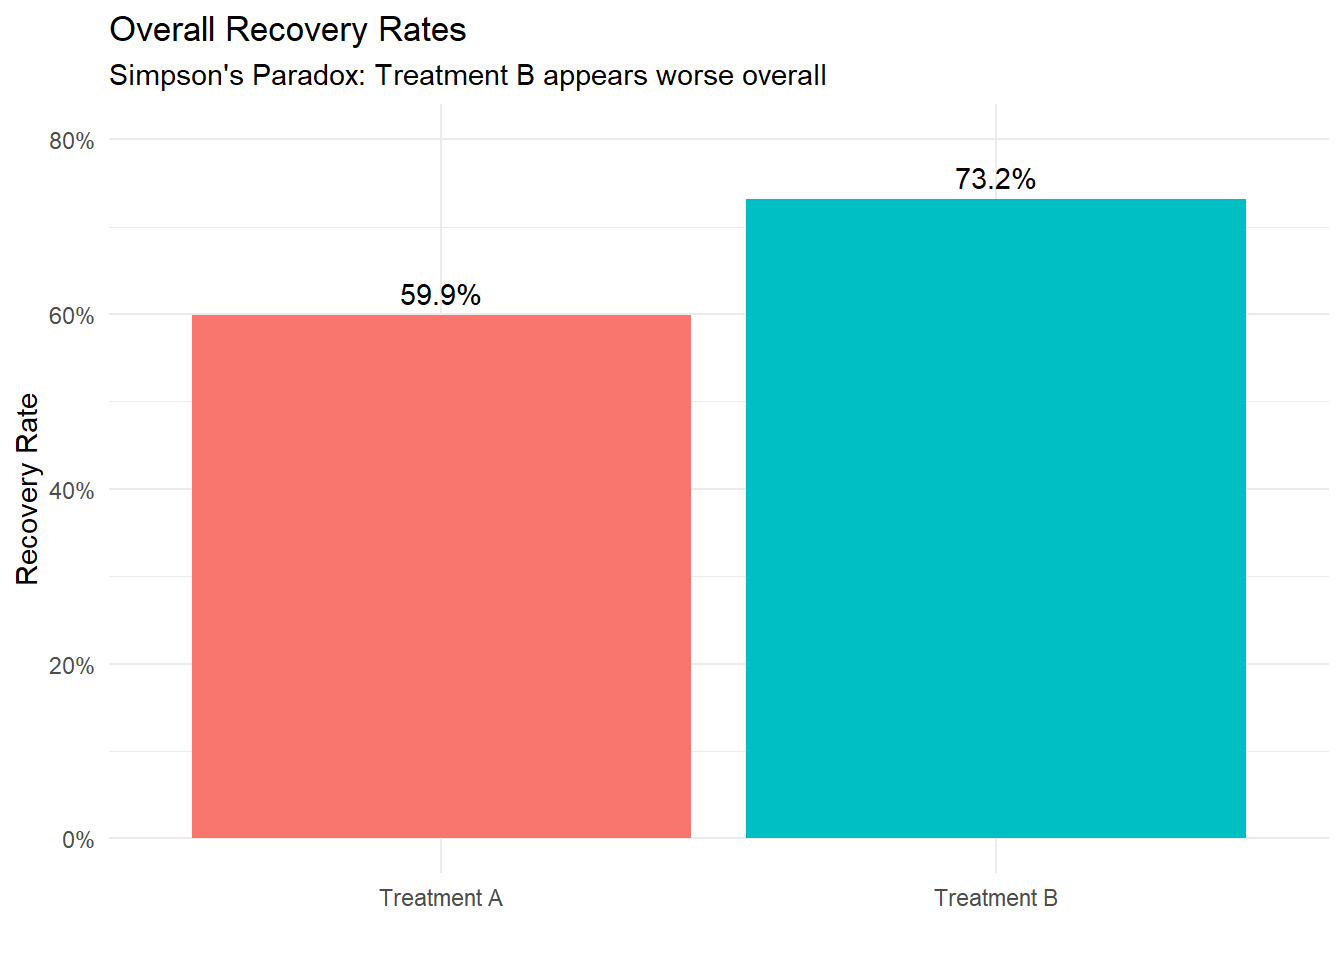 Overall Recovery Rates
Simpson's Paradox: Treatment B appears worse overall
80%
73.2%
59.9%
60%
Recovery Rate
40%
20%
0%
Treatment A
Treatment B